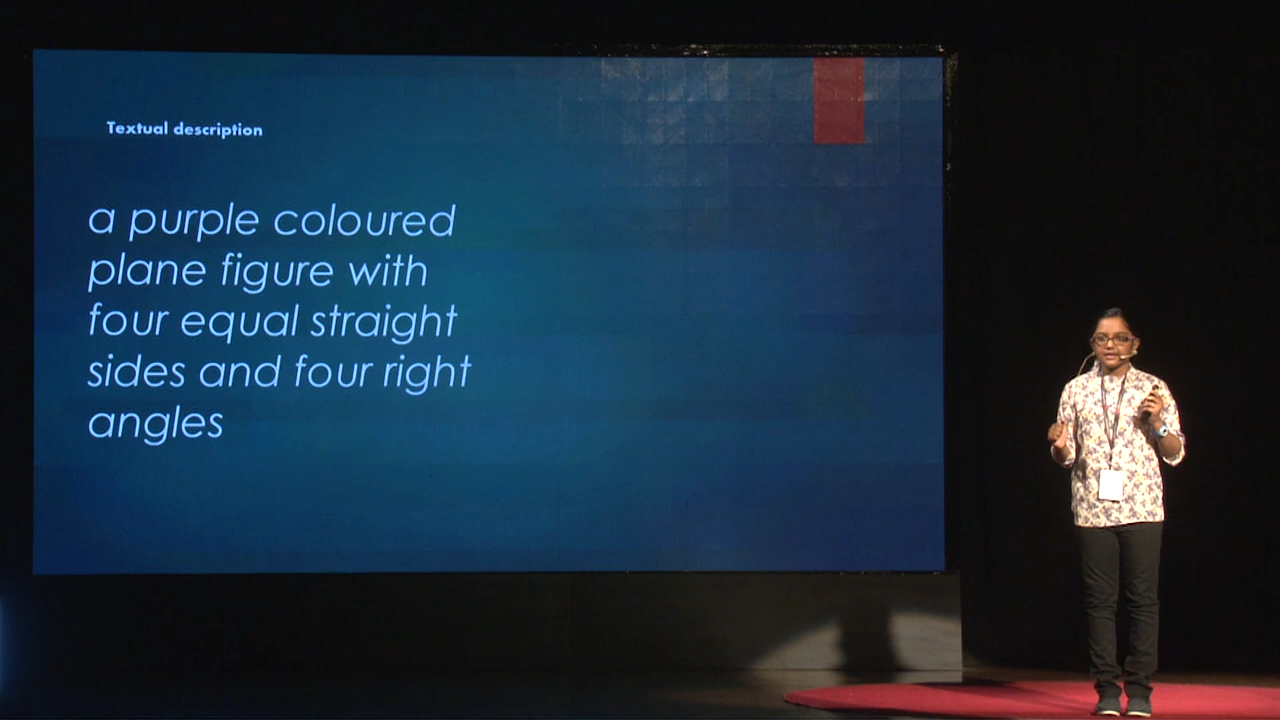 Textual description
a purple coloured
plane figure with
four equal straight
sides and four right
angles